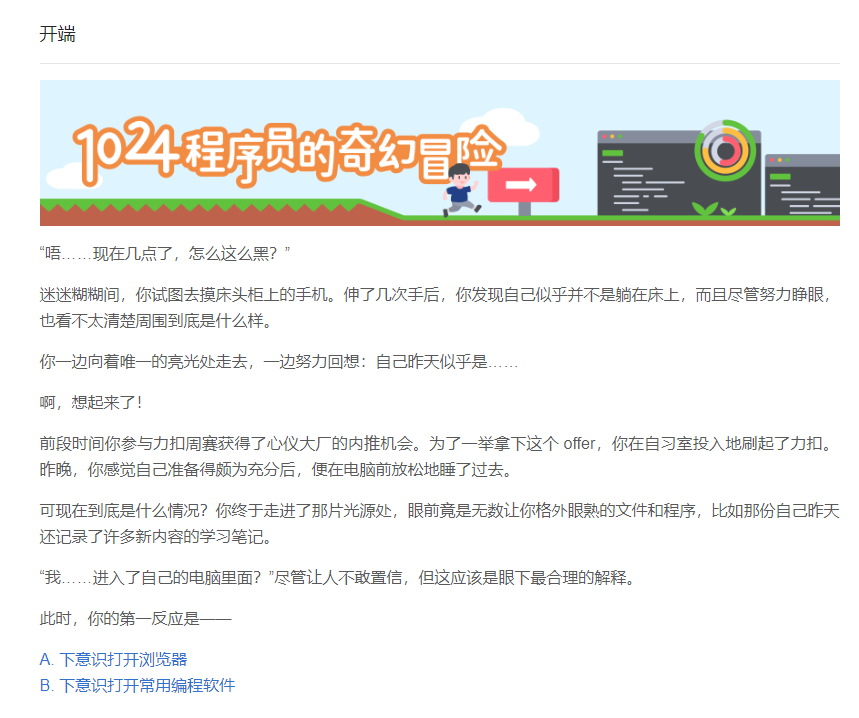 开端
1024程序员的奇幻冒险
“唔……现在几点了，怎么这么黑？”
迷迷糊糊间，你试图去摸床头柜上的手机。伸了几次手后，你发现自己似乎并不是躺在床上，而且尽管努力睁眼，
也看不太清楚周围到底是什么样。
你一边向着唯一的亮光处走去，一边努力回想：自己昨天似乎是……
啊，想起来了！
前段时间你参与力扣周赛获得了心仪大厂的内推机会。为了一举拿下这个 offer，你在自习室投入地刷起了力扣。
昨晚，你感觉自己准备得颇为充分后，便在电脑前放松地睡了过去。
可现在到底是什么情况？你终于走进了那片光源处，眼前竟是无数让你格外眼熟的文件和程序，比如那份自己昨天
还记录了许多新内容的学习笔记。
“我……进入了自己的电脑里面？”尽管让人不敢置信，但这应该是眼下最合理的解释。
此时，你的第一反应是——
A. 下意识打开浏览器
B. 下意识打开常用编程软件